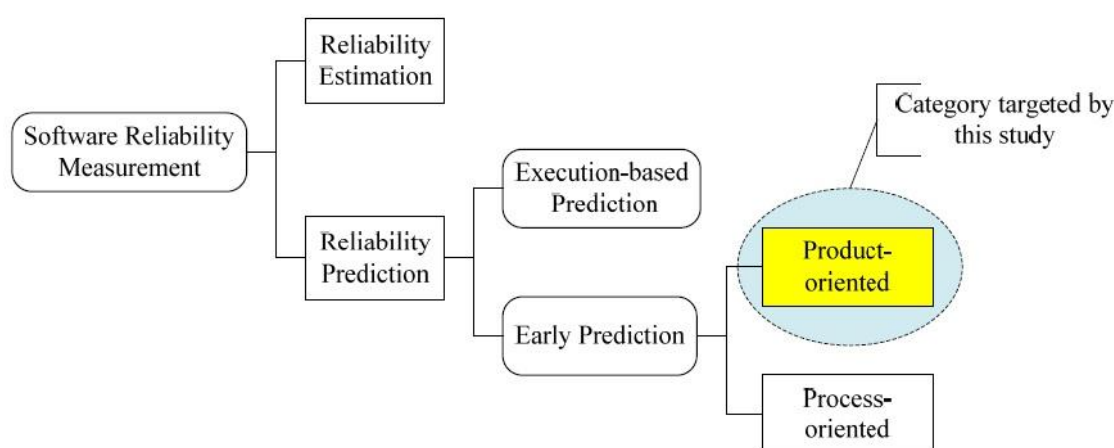 Reliability
Estimation
Software Reliability
Measurement
Reliability
Prediction
Execution-based
Prediction
Early Prediction
Category targeted by
this study
Product-
oriented
Process-
oriented